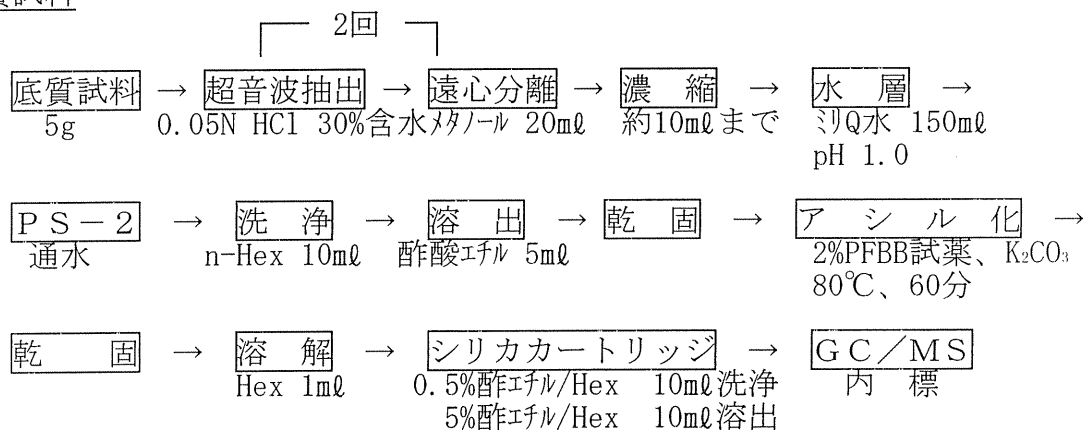 2回
底質試料 → 超音波抽出 → 遠心分離 → 濃 縮 → 水 層 →
5g 0.05N HCl 30%含水メタノール 20mℓ 約10mℓまで ミリQ水 150mℓ
pH 1.0
PS-2 → 洗 浄 → 溶 出 → 乾 固 → ア シ ル 化 →
通水 n-Hex 10mℓ 酢酸エチル 5mℓ 2%PFBB試薬、K₂CO₃
80℃、60分
乾 固 → 溶 解 → シリカカートリッジ → GC/MS
Hex 1mℓ 0.5%酢エチル/Hex 10mℓ洗浄 内 標
5%酢エチル/Hex 10mℓ溶出